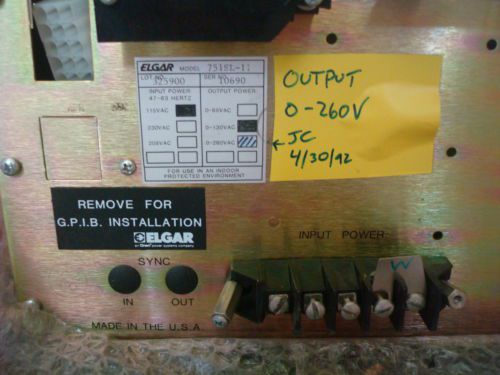 ELGAR MODEL 751SL-11
LOT NO. 325900 SER NO. 10690
INPUT POWER OUTPUT POWER
47-63 HERTZ
115VAC 0-65VAC
230VAC 0-130VAC
208VAC 0-260VAC
FOR USE IN AN INDOOR
PROTECTED ENVIRONMENT
OUTPUT
0-260V
JC
4/30/92
REMOVE FOR
G.P.I.B. INSTALLATION
ELGAR
SYNC
IN OUT
MADE IN THE U.S.A.
INPUT POWER
W